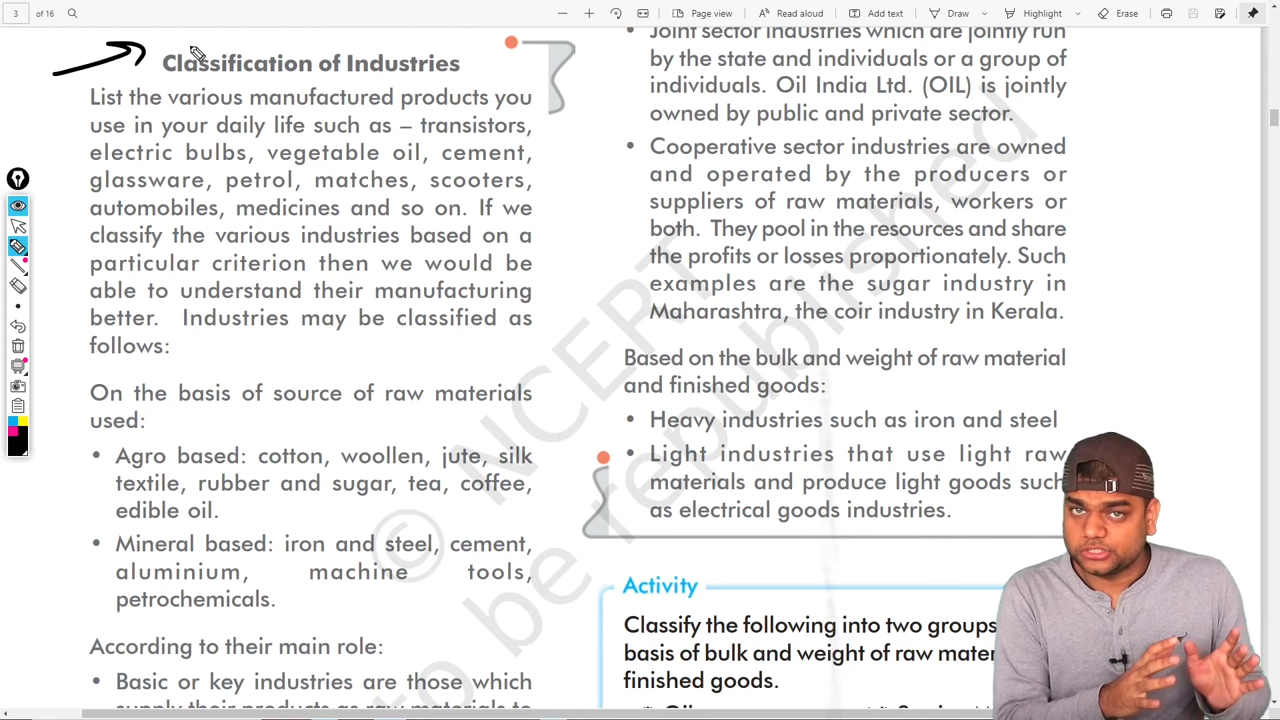 3
of 16
Page view
Read aloud
Add text
Draw
Highlight
Erase
Classification of Industries
List the various manufactured products you
use in your daily life such as – transistors,
electric bulbs, vegetable oil, cement,
glassware, petrol, matches, scooters,
automobiles, medicines and so on. If we
classify the various industries based on a
particular criterion then we would be
able to understand their manufacturing
better. Industries may be classified as
follows:
On the basis of source of raw materials
used:
• Agro based: cotton, woollen, jute, silk
textile, rubber and sugar, tea, coffee,
edible oil.
• Mineral based: iron and steel, cement,
aluminium, machine tools,
petrochemicals.
According to their main role:
• Basic or key industries are those which
supply their products as raw materials to
• Joint sector industries which are jointly run
by the state and individuals or a group of
individuals. Oil India Ltd. (OIL) is jointly
owned by public and private sector.
• Cooperative sector industries are owned
and operated by the producers or
suppliers of raw materials, workers or
both. They pool in the resources and share
the profits or losses proportionately. Such
examples are the sugar industry in
Maharashtra, the coir industry in Kerala.
Based on the bulk and weight of raw material
and finished goods:
• Heavy industries such as iron and steel
• Light industries that use light raw
materials and produce light goods such
as electrical goods industries.
Activity
Classify the following into two groups
basis of bulk and weight of raw mater
finished goods.
© NCERT
to be republished